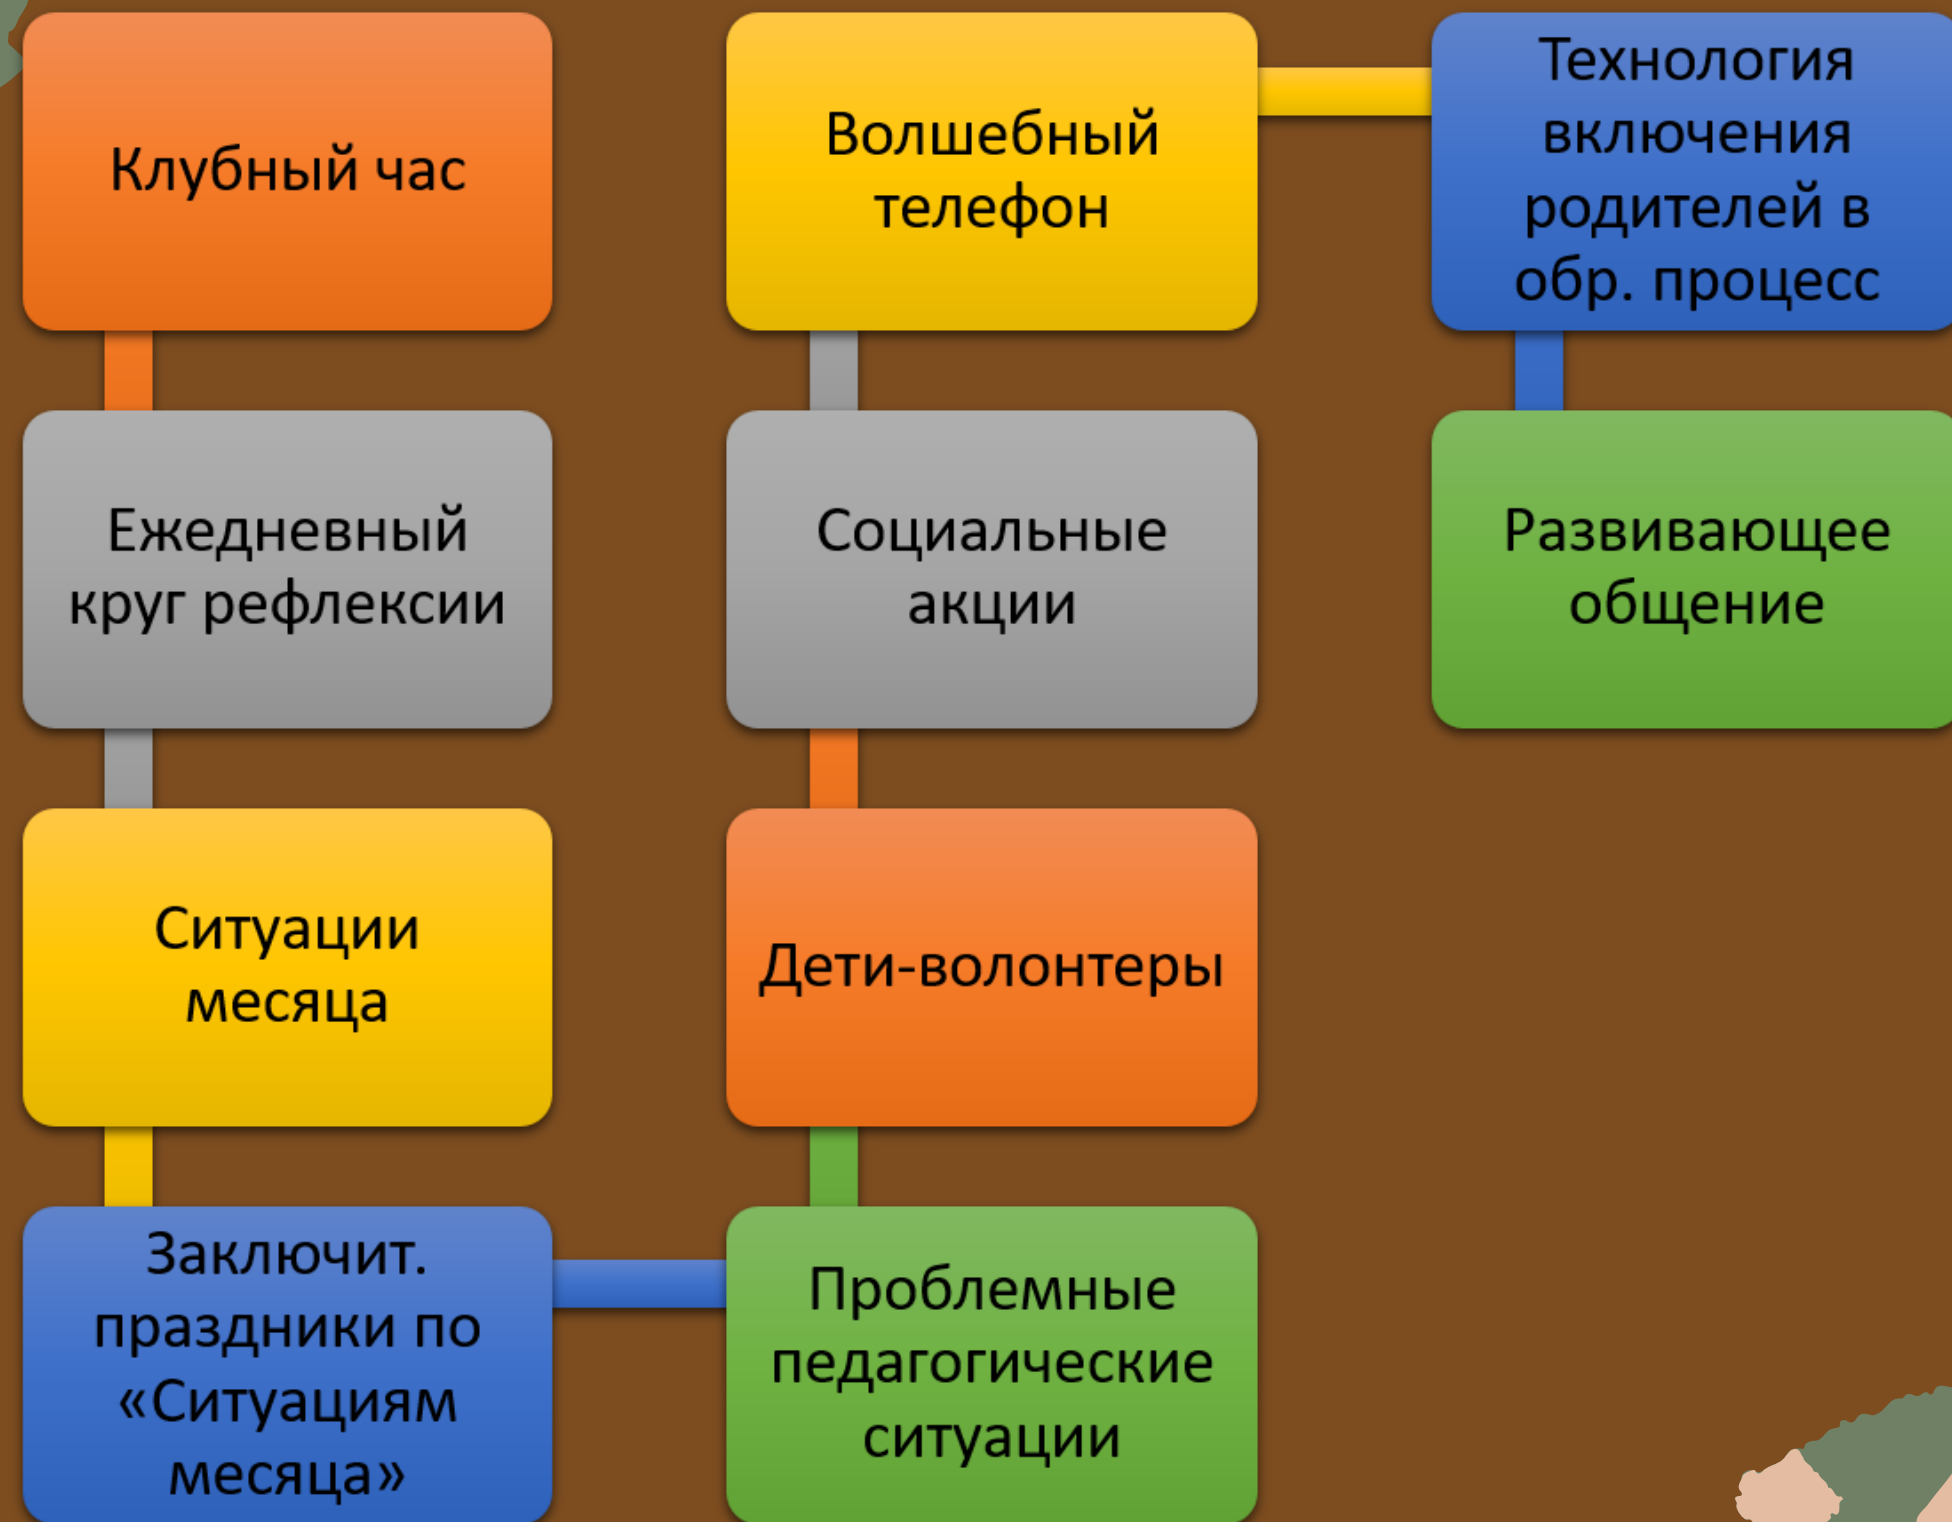 Клубный час
Ежедневный
круг рефлексии
Ситуации
месяца
Заключит.
праздники по
«Ситуациям
месяца»
Проблемные
педагогические
ситуации
Дети-волонтеры
Социальные
акции
Волшебный
телефон
Технология
включения
родителей в
обр. процесс
Развивающее
общение